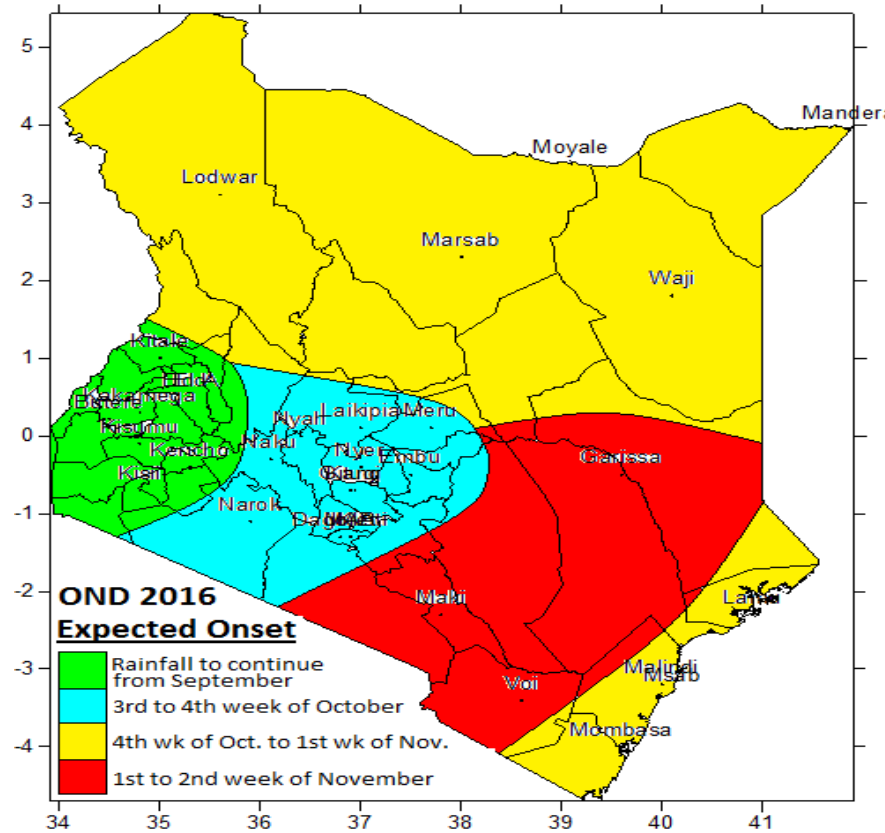 5
4
3
2
1
0
-1
-2
-3
-4
34
35
36
37
38
39
40
41
Mandera
Moyale
Lodwar
Marsab
Waji
Kitale
Kakamega
Kisumu
Kericho
Kisii
Laikipia
Meru
Nyah
Naku
Nyer
Embu
Garissa
Narok
Maki
Voi
Lamu
Malindi
Msab
Mombasa
OND 2016
Expected Onset
Rainfall to continue
from September
3rd to 4th week of October
4th wk of Oct. to 1st wk of Nov.
1st to 2nd week of November